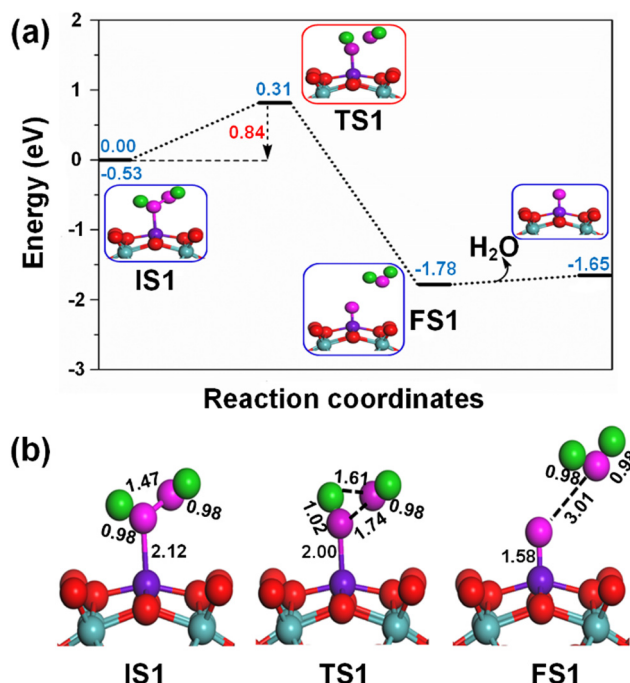 (a)
2
1
0
-1
-2
-3
Energy (eV)
0.00
-0.53
0.84
0.31
TS1
IS1
FS1
-1.78
H₂O
-1.65
Reaction coordinates
(b)
1.47
0.98
0.98
2.12
IS1
1.61
1.02
1.74
0.98
2.00
TS1
0.98
0.98
3.01
1.58
FS1